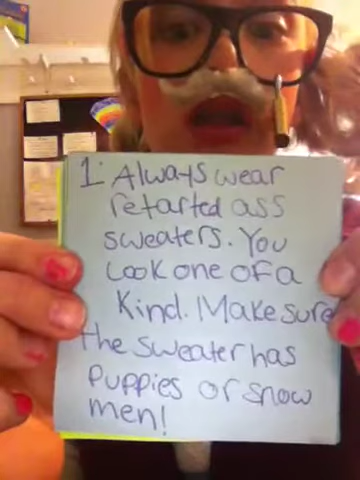 1. Always wear
retarted ass
sweaters. You
Look one of a
Kind. Make sure
the sweater has
puppies or snow
men!